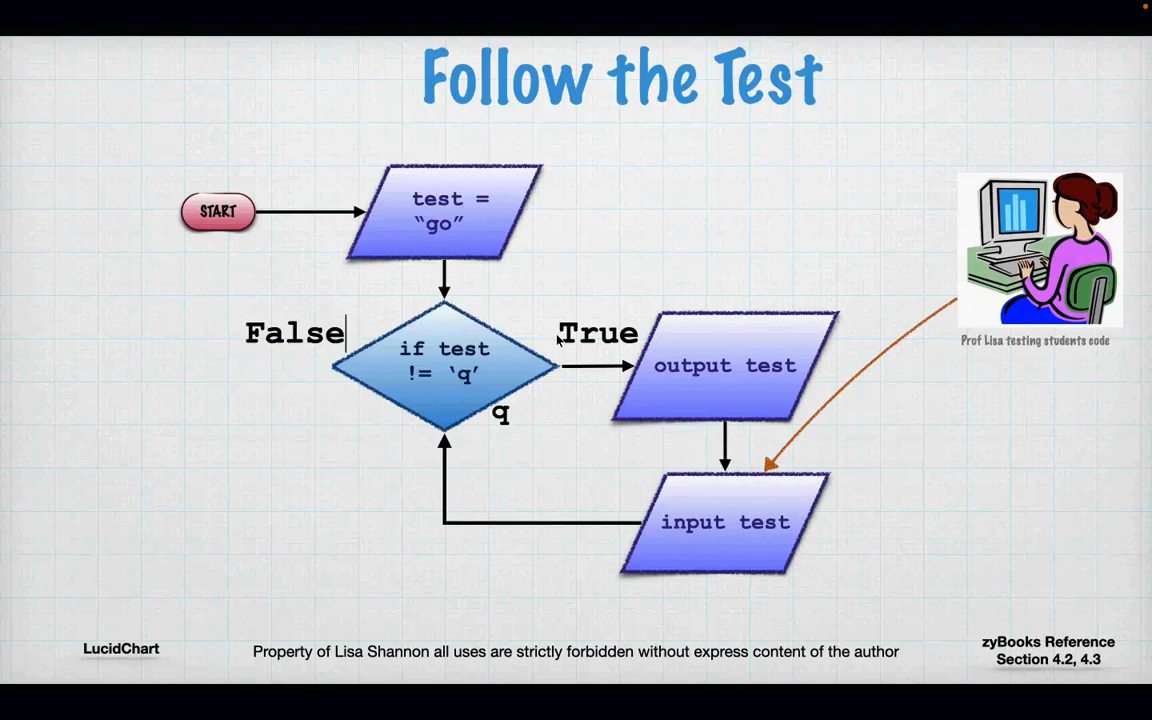 Follow the Test
START
test =
“go”
False
if test
!= ‘q’
q
True
output test
input test
Prof Lisa testing students code
LucidChart
Property of Lisa Shannon all uses are strictly forbidden without express content of the author
zyBooks Reference
Section 4.2, 4.3